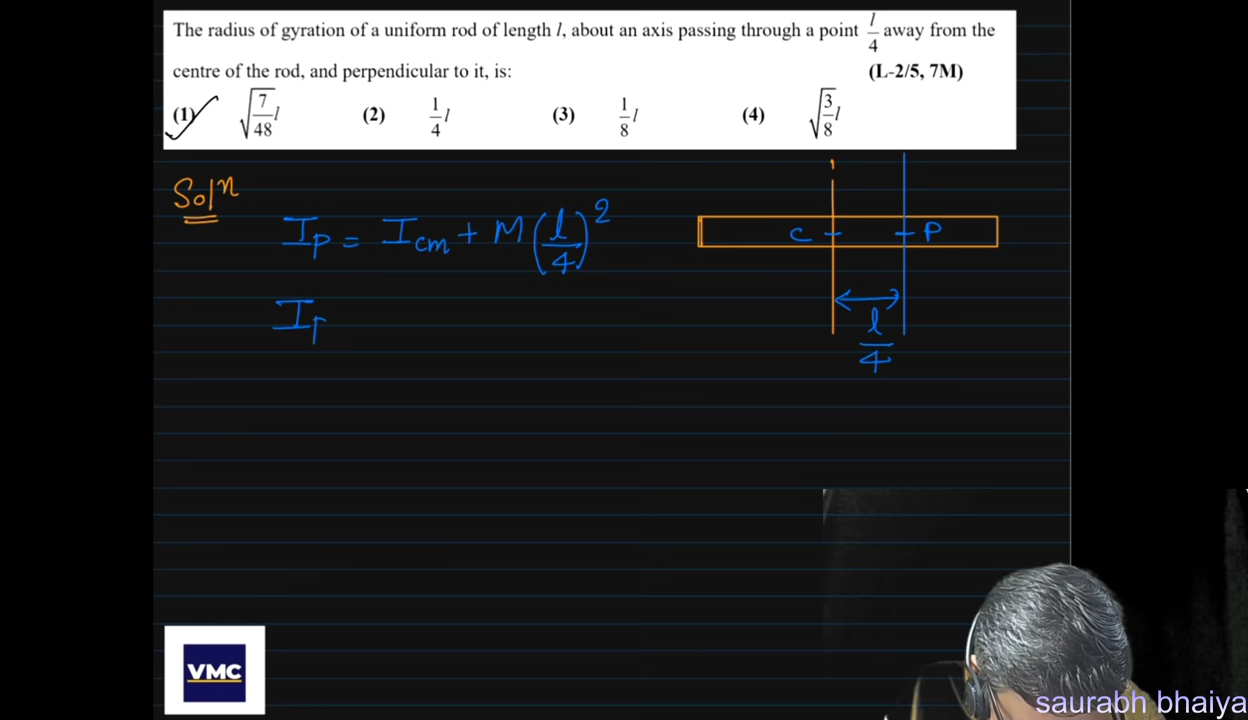 The radius of gyration of a uniform rod of length l, about an axis passing through a point l/4 away from the
centre of the rod, and perpendicular to it, is: (L-2/5, 7M)
(1) √(7/48) l (2) 1/4 l (3) 1/8 l (4) √(3/8) l
Solⁿ
I_P = I_cm + M(l/4)²
C P
I_P
l/4
VMC
saurabh bhaiya